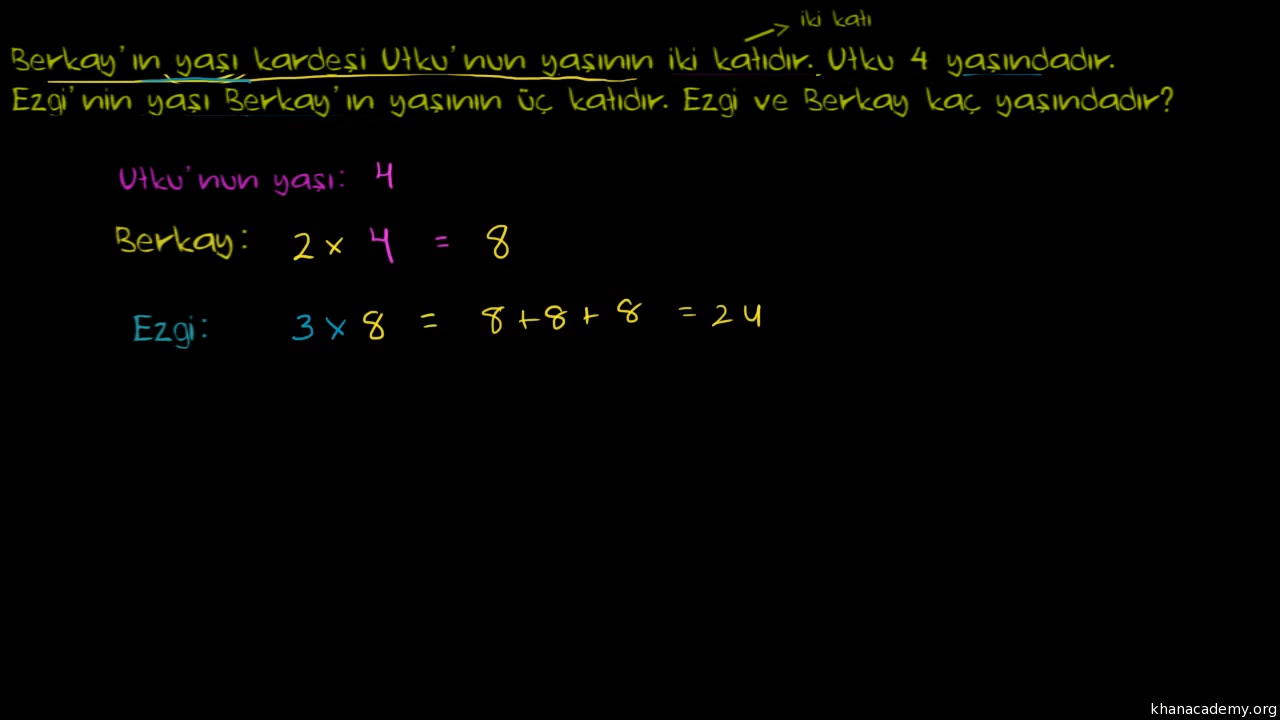 iki katı
Berkay'ın yaşı kardeşi Utku'nun yaşının iki katıdır. Utku 4 yaşındadır.
Ezgi'nin yaşı Berkay'ın yaşının üç katıdır. Ezgi ve Berkay kaç yaşındadır?
Utku'nun yaşı: 4
Berkay: 2 x 4 = 8
Ezgi: 3 x 8 = 8 + 8 + 8 = 24
khanacademy.org